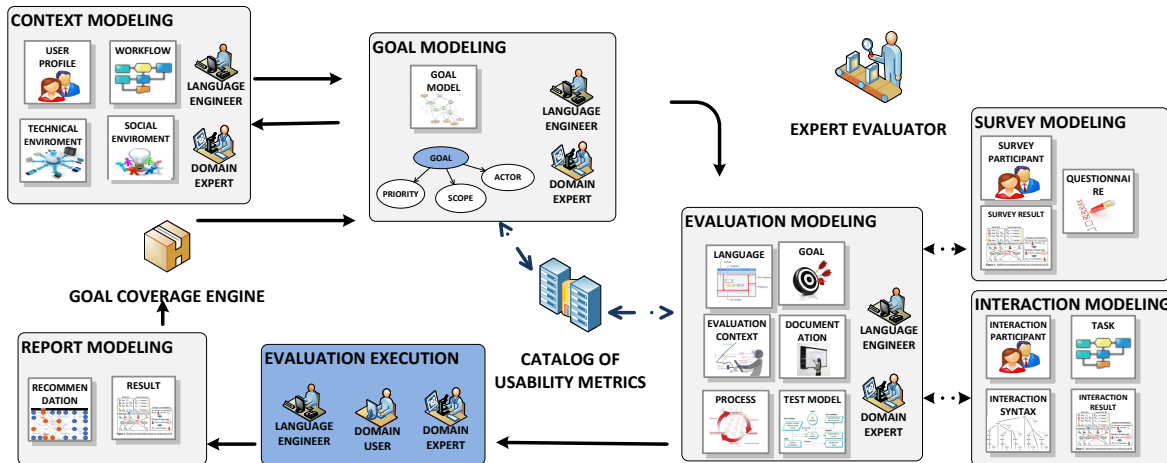 CONTEXT MODELING
USER
PROFILE
WORKFLOW
LANGUAGE
ENGINEER
TECHNICAL
ENVIROMENT
SOCIAL
ENVIROMENT
DOMAIN
EXPERT
GOAL MODELING
GOAL
MODEL
LANGUAGE
ENGINEER
GOAL
PRIORITY
SCOPE
ACTOR
DOMAIN
EXPERT
EXPERT EVALUATOR
SURVEY MODELING
SURVEY
PARTICIPANT
QUESTIONNAI
RE
SURVEY RESULT
EVALUATION MODELING
LANGUAGE
GOAL
EVALUATION
CONTEXT
DOCUMENT
ATION
LANGUAGE
ENGINEER
PROCESS
TEST MODEL
DOMAIN
EXPERT
INTERACTION MODELING
INTERACTION
PARTICIPANT
TASK
INTERACTION
SYNTAX
INTERACTION
RESULT
GOAL COVERAGE ENGINE
REPORT MODELING
RECOMMEN
DATION
RESULT
EVALUATION EXECUTION
LANGUAGE
ENGINEER
DOMAIN
USER
DOMAIN
EXPERT
CATALOG OF
USABILITY METRICS